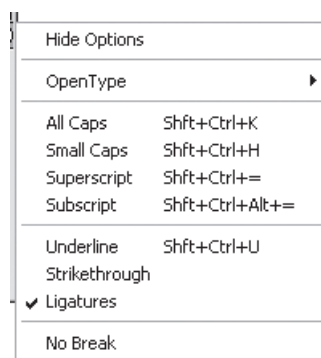 Hide Options
OpenType
All Caps Shft+Ctrl+K
Small Caps Shft+Ctrl+H
Superscript Shft+Ctrl+=
Subscript Shft+Ctrl+Alt+=
Underline Shft+Ctrl+U
Strikethrough
Ligatures
No Break